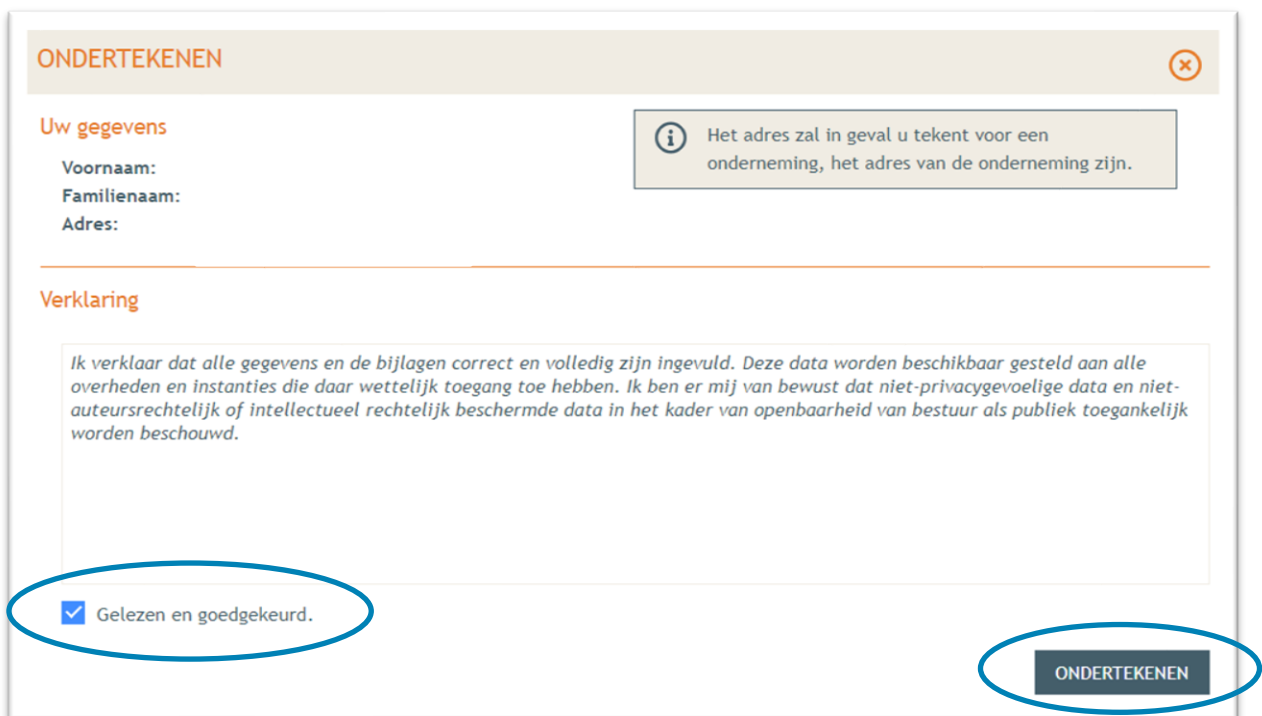 ONDERTEKENEN
Uw gegevens
Het adres zal in geval u tekent voor een
onderneming, het adres van de onderneming zijn.
Voornaam:
Familienaam:
Adres:
Verklaring
Ik verklaar dat alle gegevens en de bijlagen correct en volledig zijn ingevuld. Deze data worden beschikbaar gesteld aan alle
overheden en instanties die daar wettelijk toegang toe hebben. Ik ben er mij van bewust dat niet-privacygevoelige data en niet-
auteursrechtelijk of intellectueel rechtelijk beschermde data in het kader van openbaarheid van bestuur als publiek toegankelijk
worden beschouwd.
Gelezen en goedgekeurd.
ONDERTEKENEN